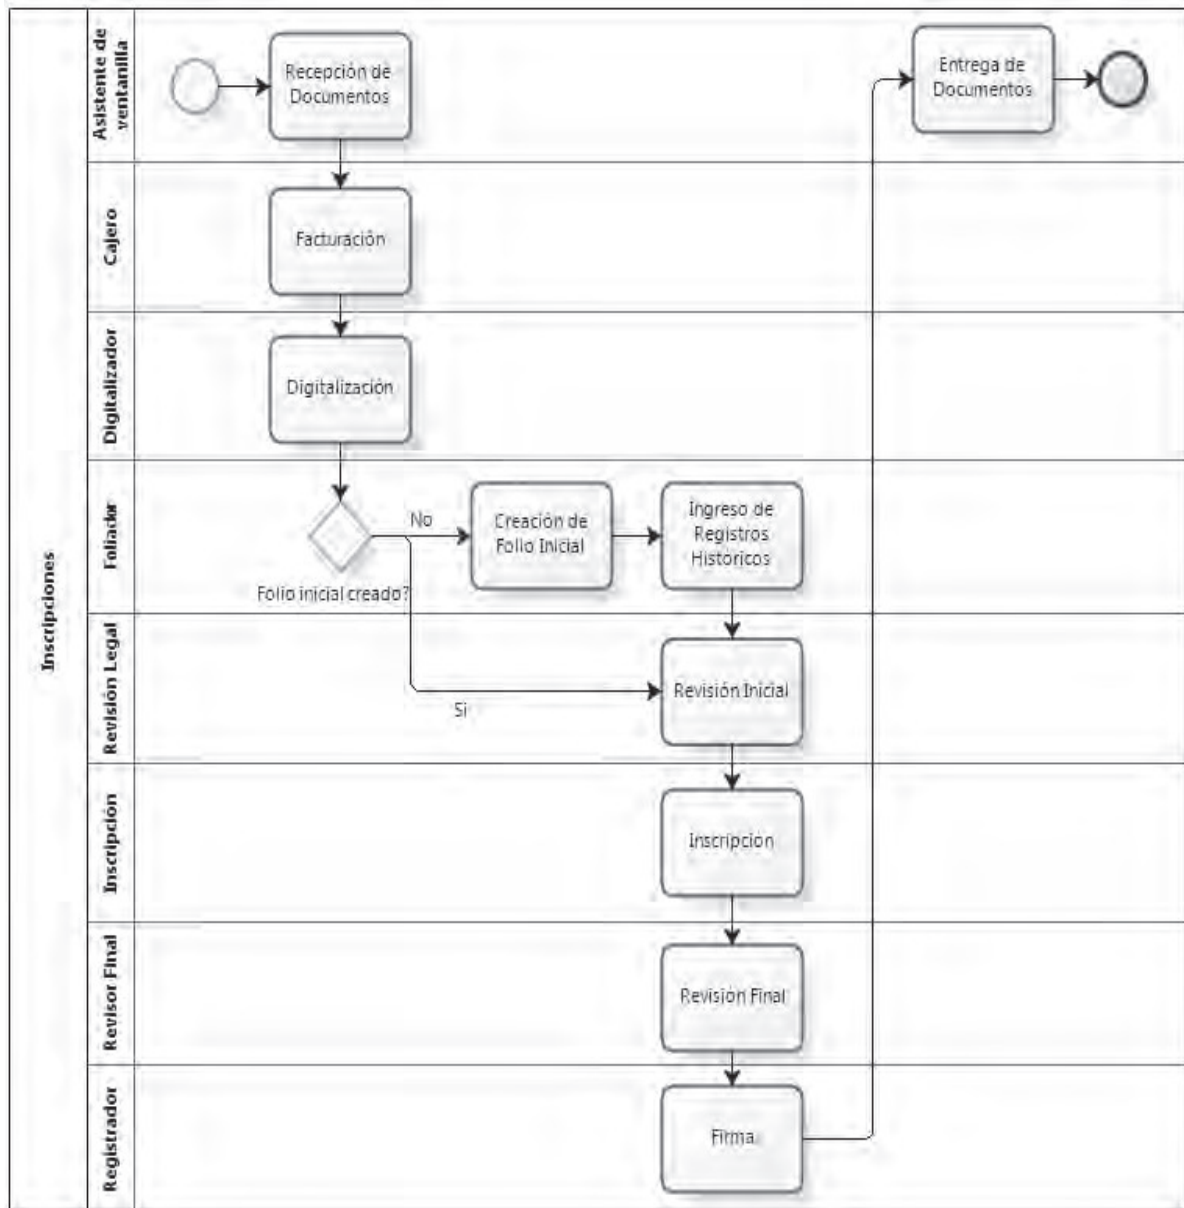 Inscripciones
Asistente de
ventanilla
Recepción de
Documentos
Entrega de
Documentos
Cajero
Facturación
Digitalizador
Digitalización
Foliador
No
Folio inicial creado?
Creación de
Folio Inicial
Ingreso de
Registros
Históricos
Revisión Legal
Si
Revisión Inicial
Inscripción
Inscripcion
Revisor Final
Revisión Final
Registrador
Firma